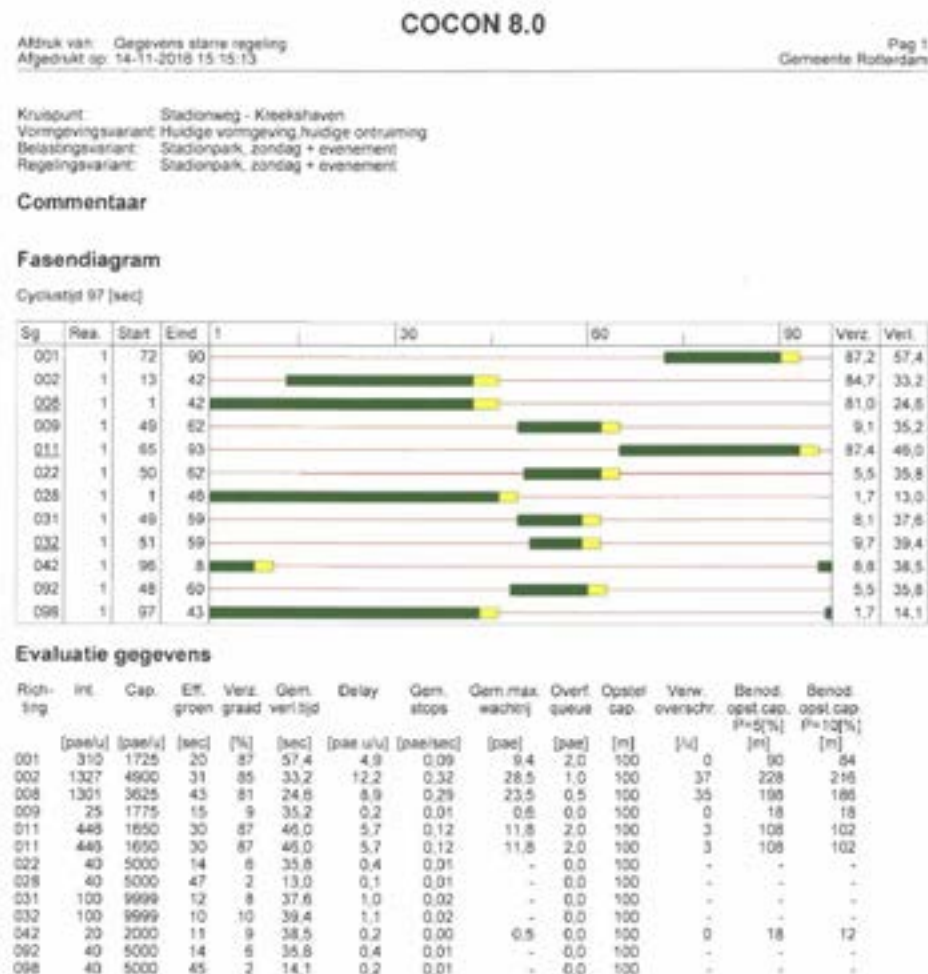 COCON 8.0
Afdruk van: Gegevens starre regeling
Afgedrukt op: 14-11-2016 15:15:13
Pag 1
Gemeente Rotterdam
Kruispunt: Stadionweg - Kreekshaven
Vormgevingsvariant: Huidige vormgeving,huidige ontruiming
Belastingsvariant: Stadionpark, zondag + evenement
Regelingsvariant: Stadionpark, zondag + evenement
Commentaar
Fasendiagram
Cyclustijd 97 [sec]
Sg Rea. Start Eind 1 30 60 90 Verz. Verl.
001 1 72 90 87,2 57,4
002 1 13 42 84,7 33,2
008 1 1 42 81,0 24,6
009 1 49 62 9,1 35,2
011 1 65 93 87,4 46,0
022 1 50 62 5,5 35,8
028 1 1 46 1,7 13,0
031 1 49 59 8,1 37,6
032 1 51 59 9,7 39,4
042 1 96 8 8,8 38,5
092 1 48 60 5,5 35,8
098 1 97 43 1,7 14,1
Evaluatie gegevens
Rich- Int. Cap. Eff. Verz. Gem. Delay Gem. Gem.max. Overf. Opstel Verw. Benod. Benod.
ting groen graad verl.tijd stops wachtrij queue cap. overschr. opst.cap. opst.cap.
P=5[%] P=10[%]
[pae/u] [pae/u] [sec] [%] [sec] [pae u/u] [pae/sec] [pae] [pae] [m] [/u] [m] [m]
001 310 1725 20 87 57,4 4,9 0,09 9,4 2,0 100 0 90 84
002 1327 4900 31 85 33,2 12,2 0,32 28,5 1,0 100 37 228 216
008 1301 3625 43 81 24,6 8,9 0,29 23,5 0,5 100 35 198 186
009 25 1775 15 9 35,2 0,2 0,01 0,6 0,0 100 0 18 18
011 446 1650 30 87 46,0 5,7 0,12 11,8 2,0 100 3 108 102
011 446 1650 30 87 46,0 5,7 0,12 11,8 2,0 100 3 108 102
022 40 5000 14 6 35,8 0,4 0,01 - 0,0 100 - - -
028 40 5000 47 2 13,0 0,1 0,01 - 0,0 100 - - -
031 100 9999 12 8 37,6 1,0 0,02 - 0,0 100 - - -
032 100 9999 10 10 39,4 1,1 0,02 - 0,0 100 - - -
042 20 2000 11 9 38,5 0,2 0,00 0,5 0,0 100 0 18 12
092 40 5000 14 6 35,8 0,4 0,01 - 0,0 100 - - -
098 40 5000 45 2 14,1 0,2 0,01 - 0,0 100 - - -